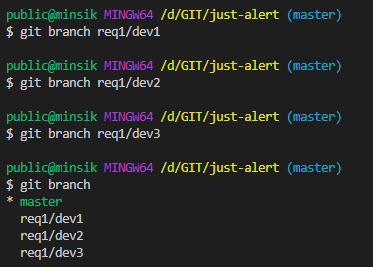 public@minsik MINGW64 /d/GIT/just-alert (master)
$ git branch req1/dev1
public@minsik MINGW64 /d/GIT/just-alert (master)
$ git branch req1/dev2
public@minsik MINGW64 /d/GIT/just-alert (master)
$ git branch req1/dev3
public@minsik MINGW64 /d/GIT/just-alert (master)
$ git branch
* master
req1/dev1
req1/dev2
req1/dev3